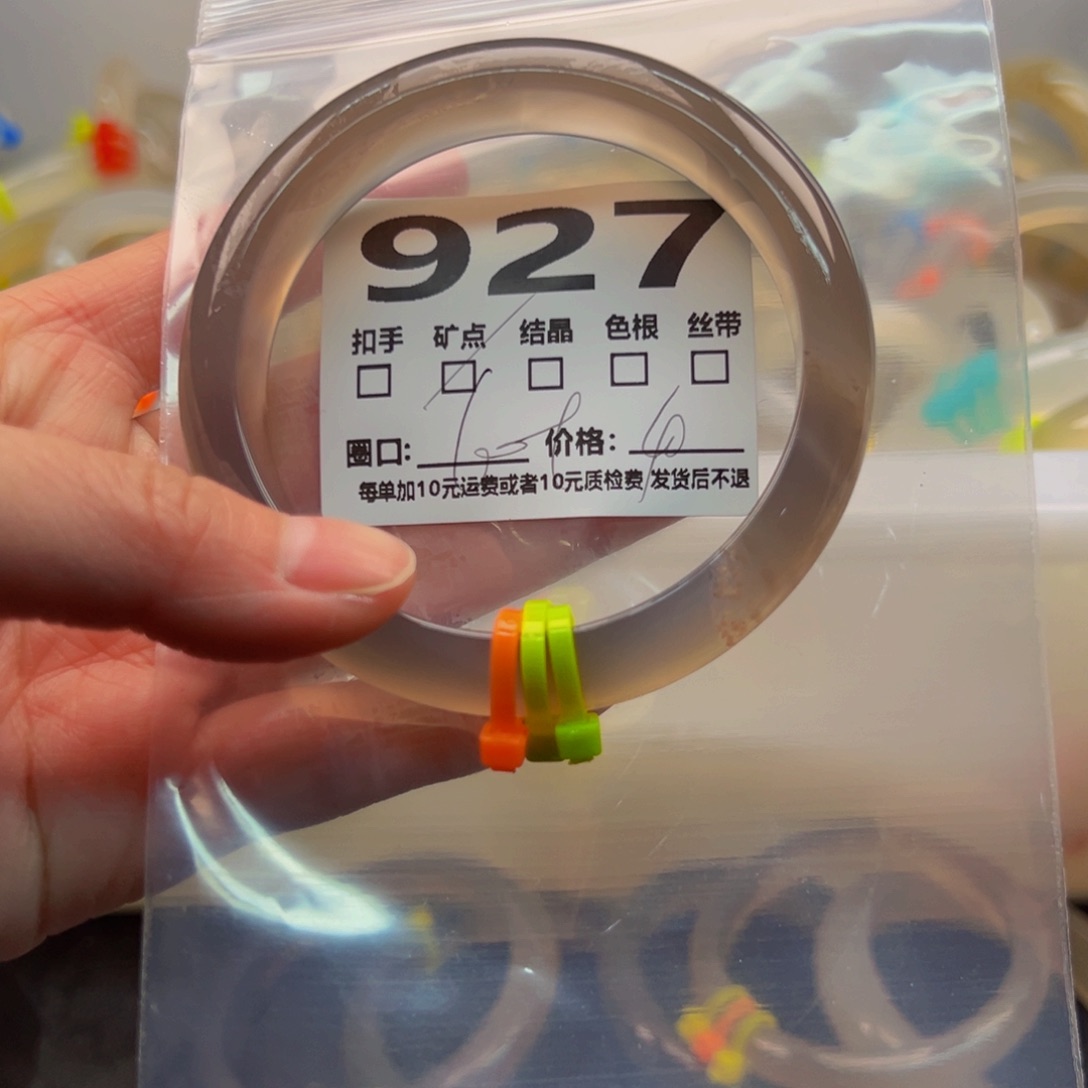 927
扣手 矿点 结晶 色根 丝带
圈口: 价格:
每单加10元运费或者10元质检费 发货后不退